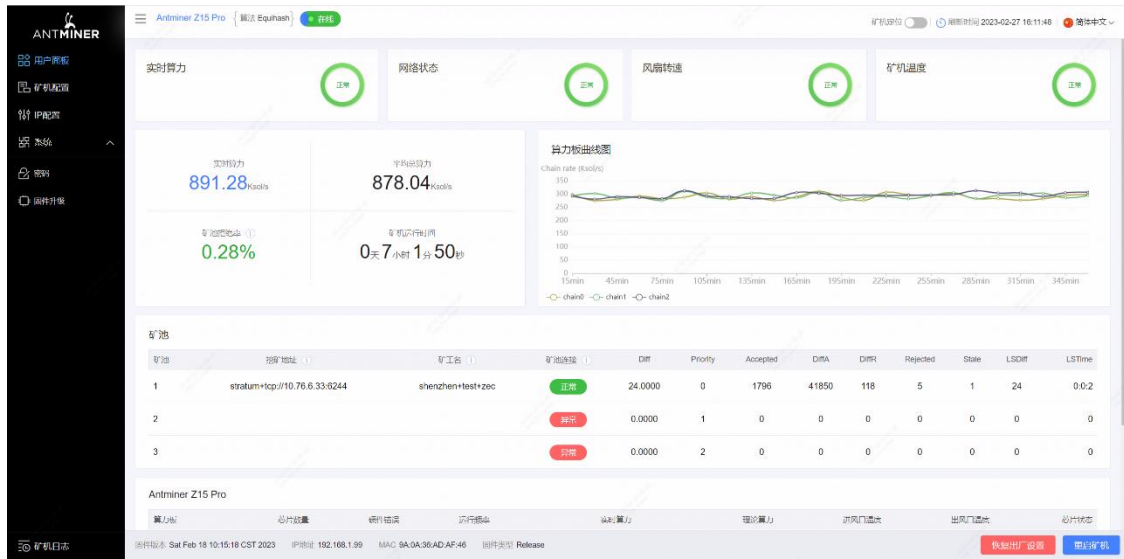 ANTMINER
Antminer Z15 Pro { 算法 Equihash } 在线
矿机定位 刷新时间 2023-02-27 16:11:48 简体中文
用户面板
矿机配置
IP配置
系统
密码
固件升级
矿机日志
实时算力 正常
网络状态 正常
风扇转速 正常
矿机温度 正常
实时算力
891.28 Ksol/s
平均总算力
878.04 Ksol/s
矿池拒绝率
0.28%
矿机运行时间
0天 7小时 1分 50秒
算力板曲线图
Chain rate (Ksol/s)
350
300
250
200
150
100
50
0
15min 45min 75min 105min 135min 165min 195min 225min 255min 285min 315min 345min
chain0 chain1 chain2
矿池
矿池 挖矿地址 矿工名 矿池连接 Diff Priority Accepted DiffA DiffR Rejected Stale LSDiff LSTime
1 stratum+tcp://10.76.6.33:6244 shenzhen+test+zec 正常 24.0000 0 1796 41850 118 5 1 24 0:0:2
2 异常 0.0000 1 0 0 0 0 0 0 0
3 异常 0.0000 2 0 0 0 0 0 0 0
Antminer Z15 Pro
算力板 芯片数量 硬件错误 运行频率 实时算力 理论算力 进风口温度 出风口温度 芯片状态
固件版本 Sat Feb 18 10:15:18 CST 2023 IP地址 192.168.1.99 MAC 9A:0A:36:AD:AF:46 固件类型 Release
恢复出厂设置 重启矿机